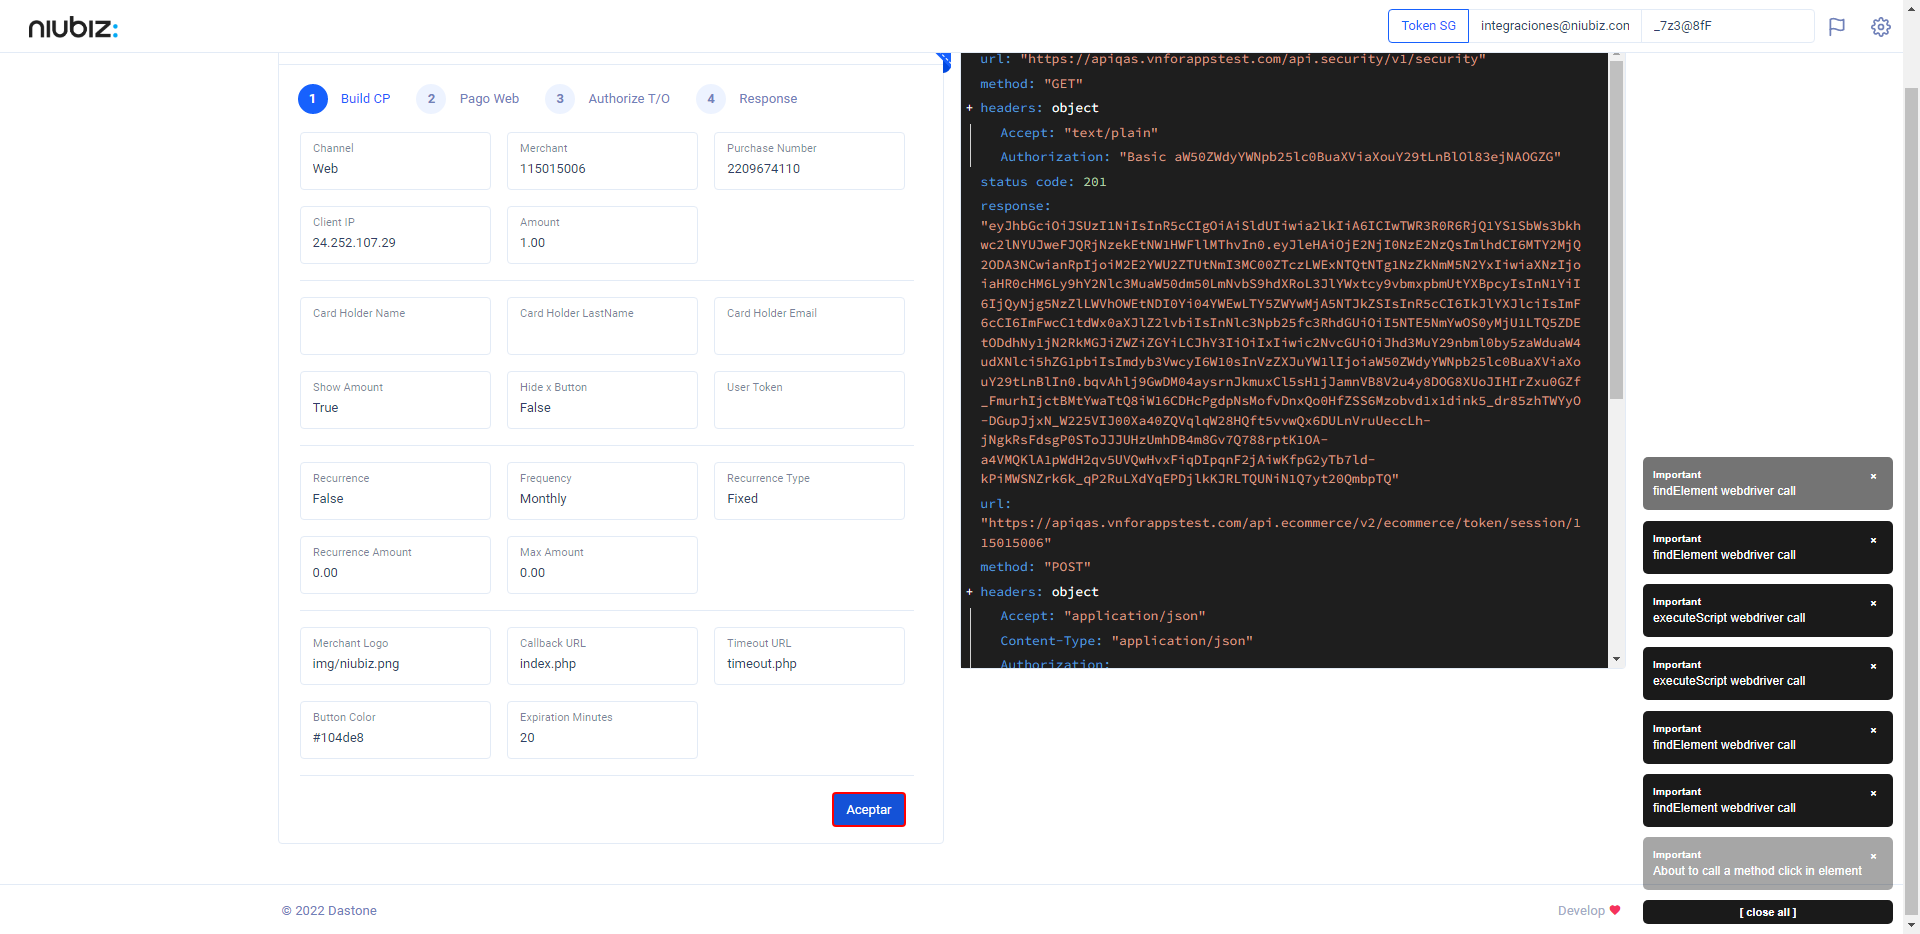 niubiz:
Token SG
integraciones@niubiz.con
_7z3@8fF
1 Build CP 2 Pago Web 3 Authorize T/O 4 Response
Channel
Web
Merchant
115015006
Purchase Number
2209674110
Client IP
24.252.107.29
Amount
1.00
Card Holder Name
Card Holder LastName
Card Holder Email
Show Amount
True
Hide x Button
False
User Token
Recurrence
False
Frequency
Monthly
Recurrence Type
Fixed
Recurrence Amount
0.00
Max Amount
0.00
Merchant Logo
img/niubiz.png
Callback URL
index.php
Timeout URL
timeout.php
Button Color
#104de8
Expiration Minutes
20
Aceptar
url: "https://apiqas.vnforappstest.com/api.security/v1/security"
method: "GET"
+ headers: object
Accept: "text/plain"
Authorization: "Basic aW50ZWdyYWNpb25lc0BuaXViaXouY29tLnBlOl83ejNAOGZG"
status code: 201
response:
url:
"https://apiqas.vnforappstest.com/api.ecommerce/v2/ecommerce/token/session/1
15015006"
method: "POST"
+ headers: object
Accept: "application/json"
Content-Type: "application/json"
Authorization:
Important ×
findElement webdriver call
Important ×
findElement webdriver call
Important ×
executeScript webdriver call
Important ×
executeScript webdriver call
Important ×
findElement webdriver call
Important ×
findElement webdriver call
Important ×
About to call a method click in element
[ close all ]
© 2022 Dastone
Develop ♥